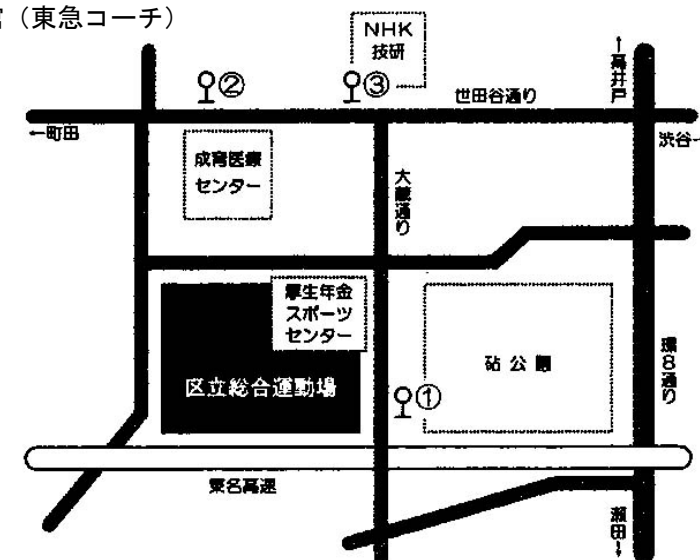 宮（東急コーチ）
NHK
技研
←高井戸
②
③
世田谷通り
←町田
渋谷→
成育医療
センター
大蔵通り
厚生年金
スポーツ
センター
砧公園
環8通り
区立総合運動場
①
東名高速
瀬田→